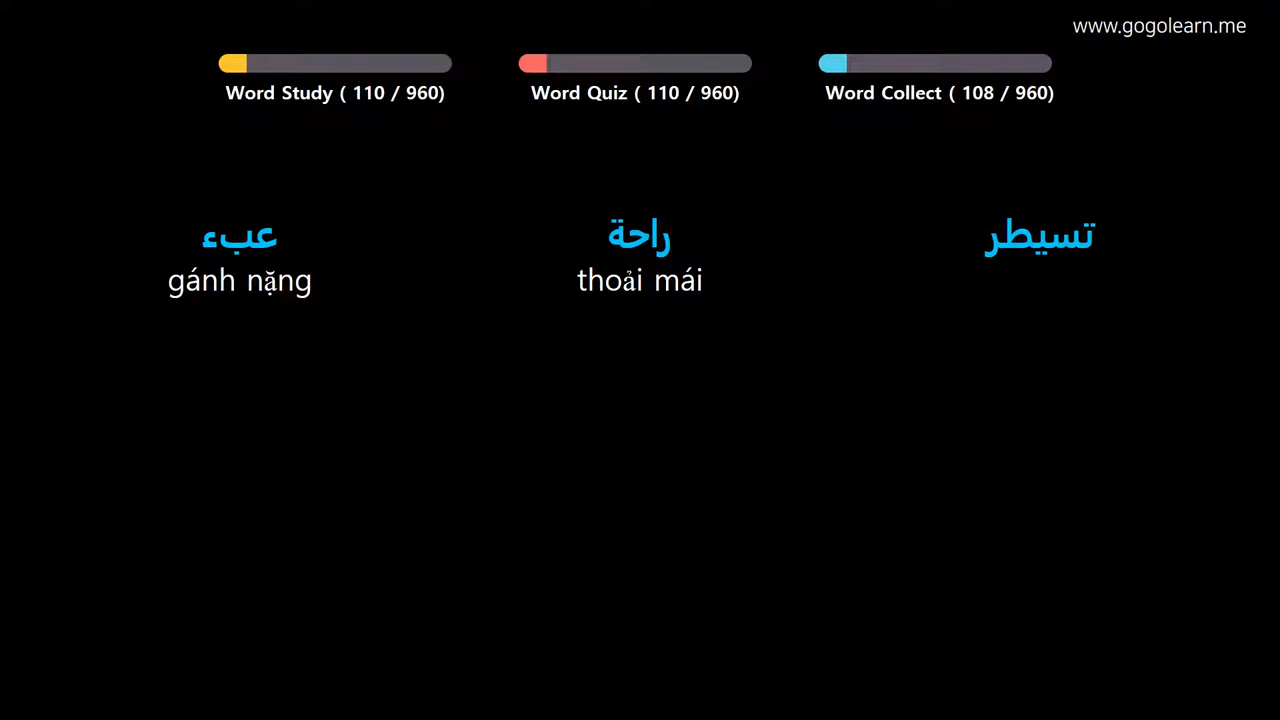 www.gogolearn.me
Word Study ( 110 / 960)
Word Quiz ( 110 / 960)
Word Collect ( 108 / 960)
عبء
gánh nặng
راحة
thoải mái
تسيطر